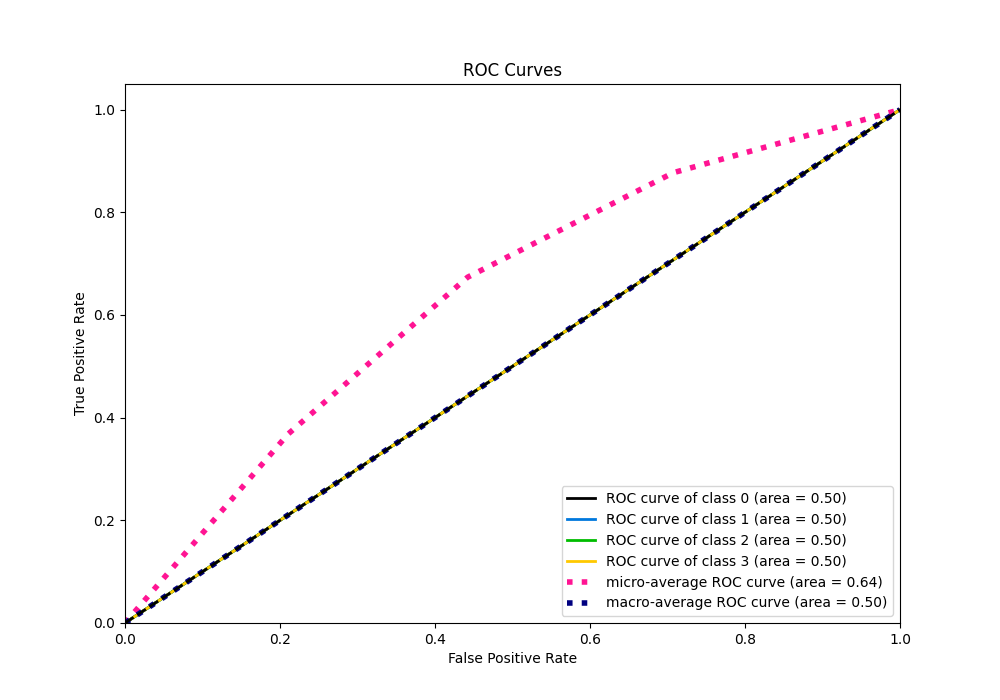 ROC Curves
1.0
0.8
0.6
0.4
0.2
0.0
True Positive Rate
ROC curve of class 0 (area = 0.50)
ROC curve of class 1 (area = 0.50)
ROC curve of class 2 (area = 0.50)
ROC curve of class 3 (area = 0.50)
micro-average ROC curve (area = 0.64)
macro-average ROC curve (area = 0.50)
0.0 0.2 0.4 0.6 0.8 1.0
False Positive Rate